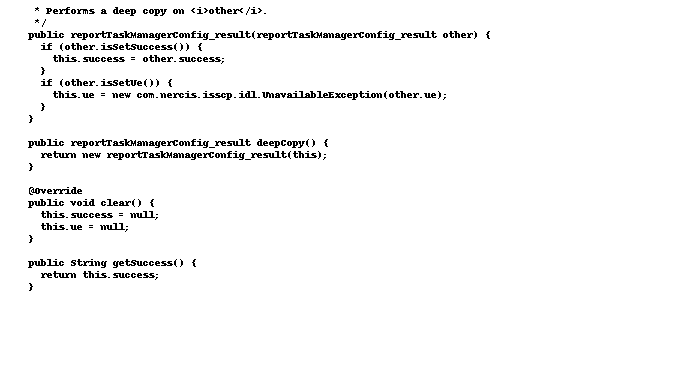 * Performs a deep copy on <i>other</i>.
 */
public reportTaskManagerConfig_result(reportTaskManagerConfig_result other) {
  if (other.isSetSuccess()) {
    this.success = other.success;
  }
  if (other.isSetUe()) {
    this.ue = new com.nercis.isscp.idl.UnavailableException(other.ue);
  }
}

public reportTaskManagerConfig_result deepCopy() {
  return new reportTaskManagerConfig_result(this);
}

@Override
public void clear() {
  this.success = null;
  this.ue = null;
}

public String getSuccess() {
  return this.success;
}